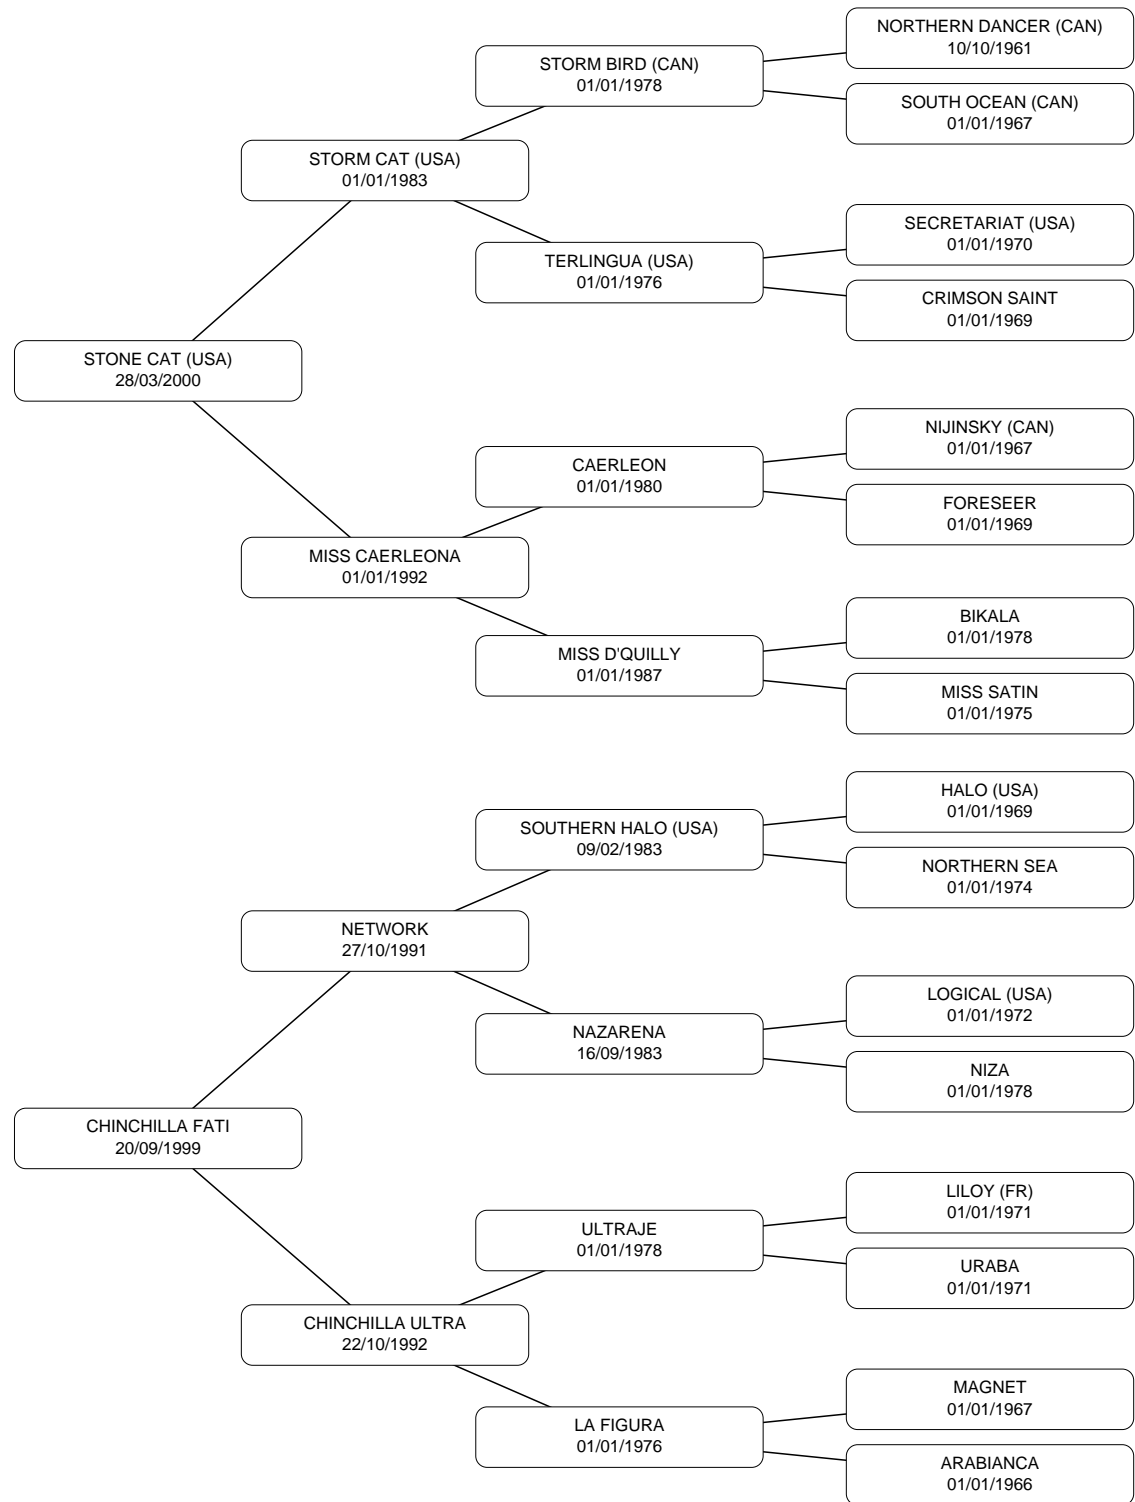 NORTHERN DANCER (CAN)
10/10/1961
STORM BIRD (CAN)
01/01/1978
SOUTH OCEAN (CAN)
01/01/1967
STORM CAT (USA)
01/01/1983
SECRETARIAT (USA)
01/01/1970
TERLINGUA (USA)
01/01/1976
CRIMSON SAINT
01/01/1969
STONE CAT (USA)
28/03/2000
NIJINSKY (CAN)
01/01/1967
CAERLEON
01/01/1980
FORESEER
01/01/1969
MISS CAERLEONA
01/01/1992
BIKALA
01/01/1978
MISS D'QUILLY
01/01/1987
MISS SATIN
01/01/1975
HALO (USA)
01/01/1969
SOUTHERN HALO (USA)
09/02/1983
NORTHERN SEA
01/01/1974
NETWORK
27/10/1991
LOGICAL (USA)
01/01/1972
NAZARENA
16/09/1983
NIZA
01/01/1978
CHINCHILLA FATI
20/09/1999
LILOY (FR)
01/01/1971
ULTRAJE
01/01/1978
URABA
01/01/1971
CHINCHILLA ULTRA
22/10/1992
MAGNET
01/01/1967
LA FIGURA
01/01/1976
ARABIANCA
01/01/1966